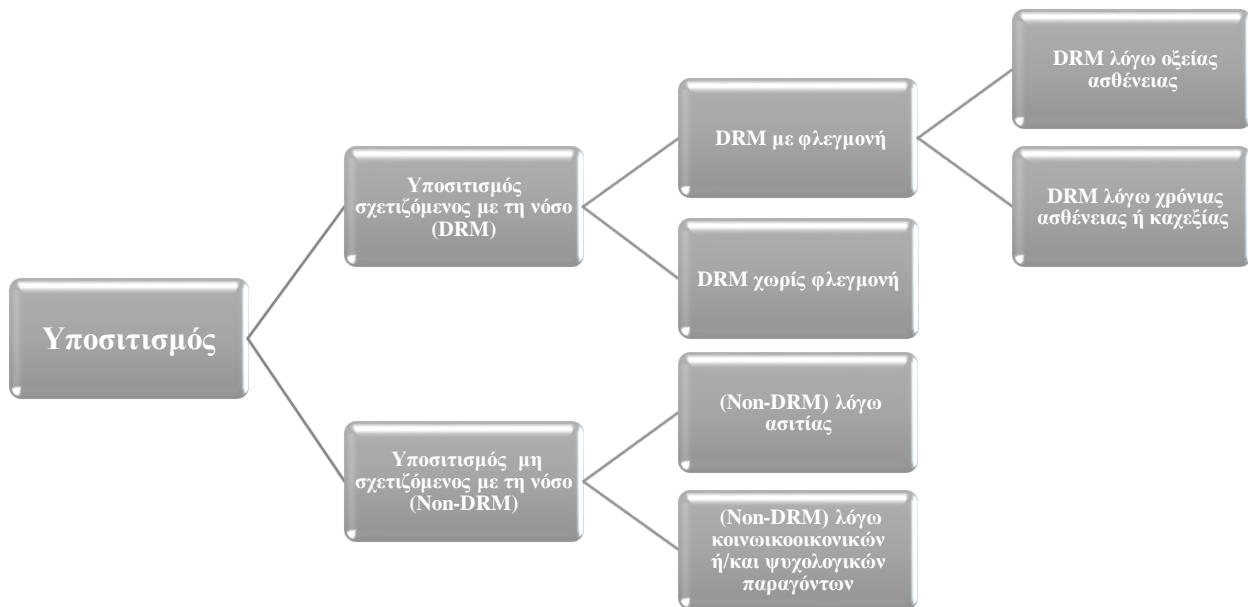 Υποσιτισμός
Υποσιτισμός
σχετιζόμενος με τη νόσο
(DRM)
DRM με φλεγμονή
DRM λόγω οξείας
ασθένειας
DRM λόγω χρόνιας
ασθένειας ή καχεξίας
DRM χωρίς φλεγμονή
Υποσιτισμός μη
σχετιζόμενος με τη νόσο
(Non-DRM)
(Non-DRM) λόγω
ασιτίας
(Non-DRM) λόγω
κοινωικοοικονικών
ή/και ψυχολογικών
παραγόντων